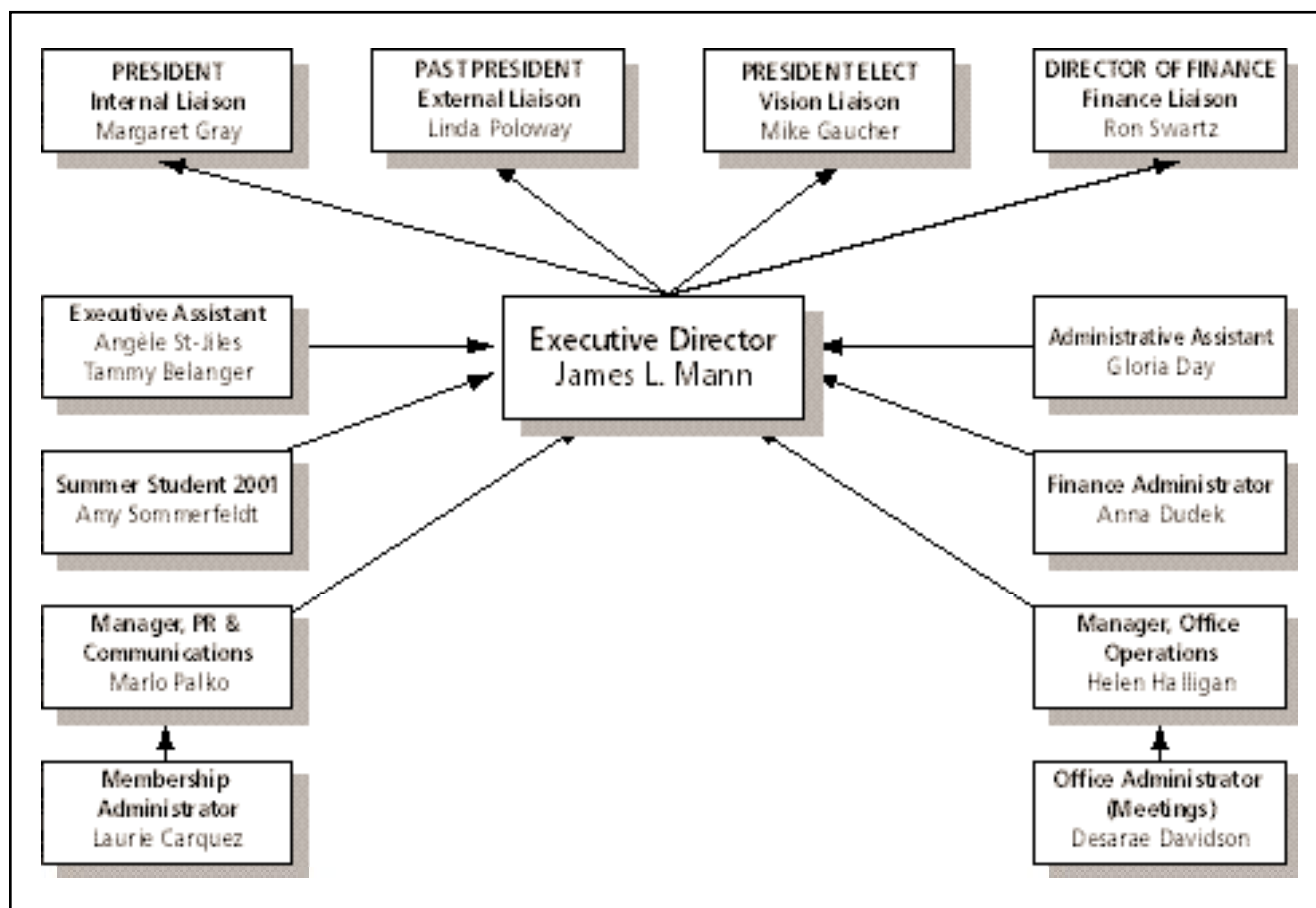 PRESIDENT
Internal Liaison
Margaret Gray
PAST PRESIDENT
External Liaison
Linda Poloway
PRESIDENT ELECT
Vision Liaison
Mike Gaucher
DIRECTOR OF FINANCE
Finance Liaison
Ron Swartz
Executive Assistant
Angèle St-Jiles
Tammy Belanger
Executive Director
James L. Mann
Administrative Assistant
Gloria Day
Summer Student 2001
Amy Sommerfeldt
Finance Administrator
Anna Dudek
Manager, PR &
Communications
Mario Palko
Manager, Office
Operations
Helen Halligan
Membership
Administrator
Laurie Carquez
Office Administrator
(Meetings)
Desarae Davidson